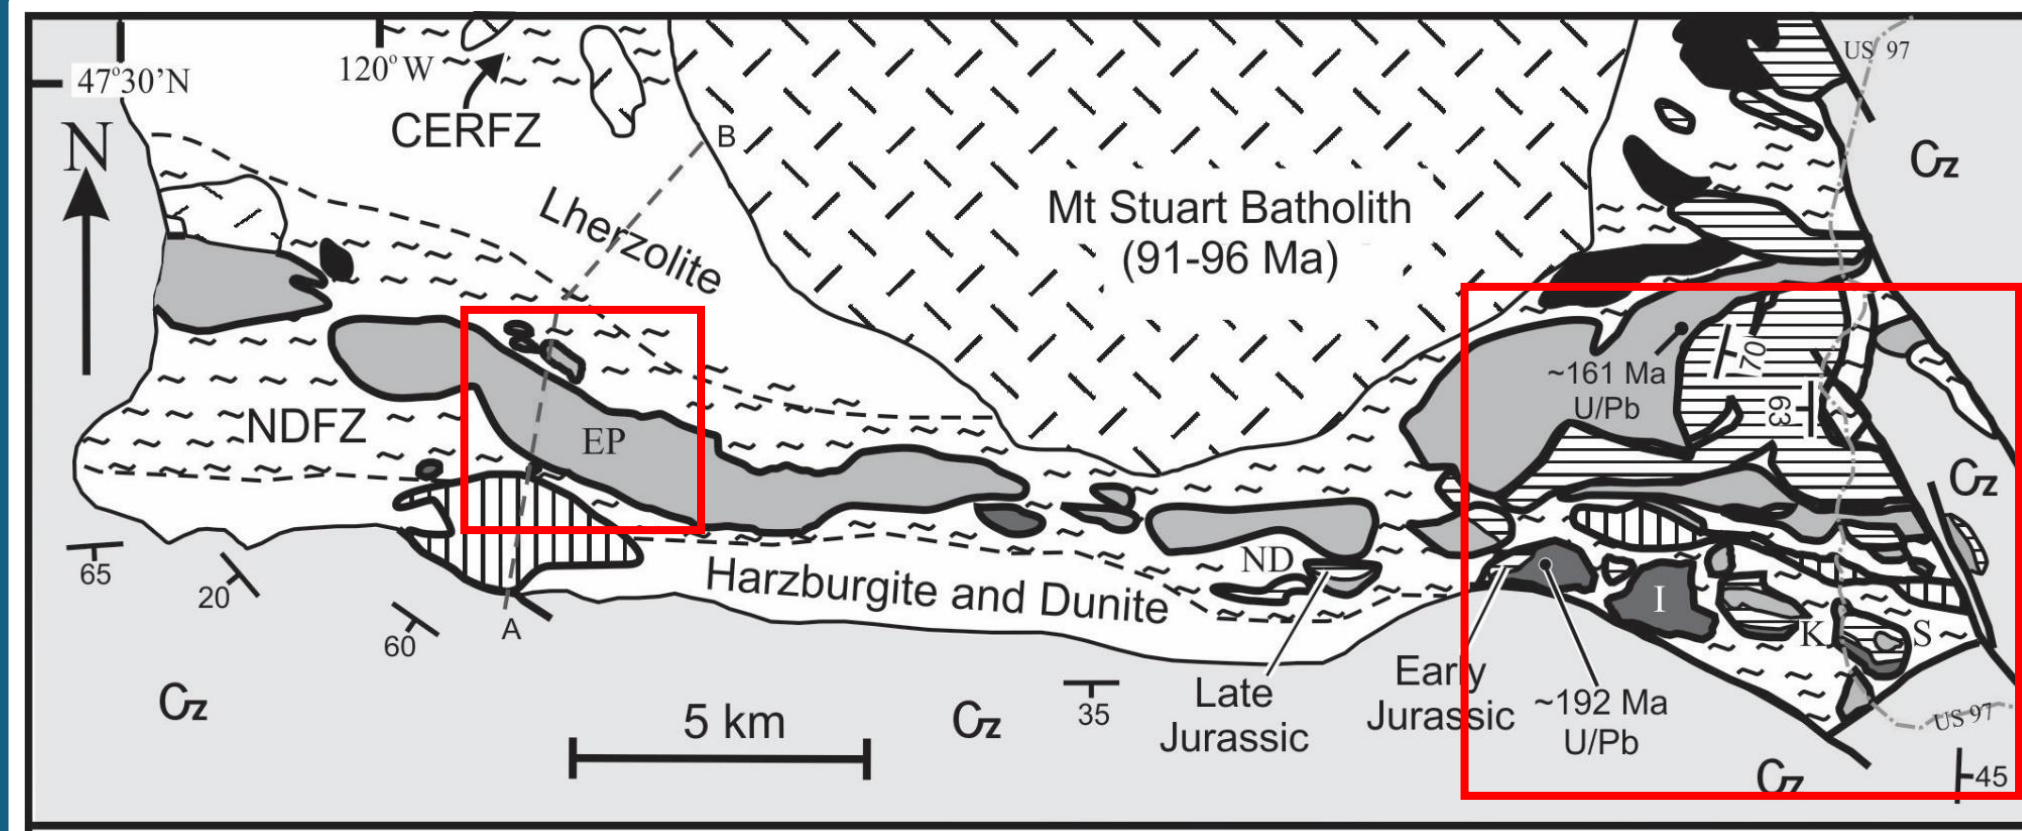 47°30'N
120° W
N
CERFZ
B
US 97
Cz
Lherzolite
Mt Stuart Batholith
(91-96 Ma)
~161 Ma
U/Pb
70
63
NDFZ
EP
Cz
ND
Harzburgite and Dunite
I
K
S
65
20
60
A
Cz
5 km
Cz
35
Late
Jurassic
Early
Jurassic
~192 Ma
U/Pb
US 97
Cz
45